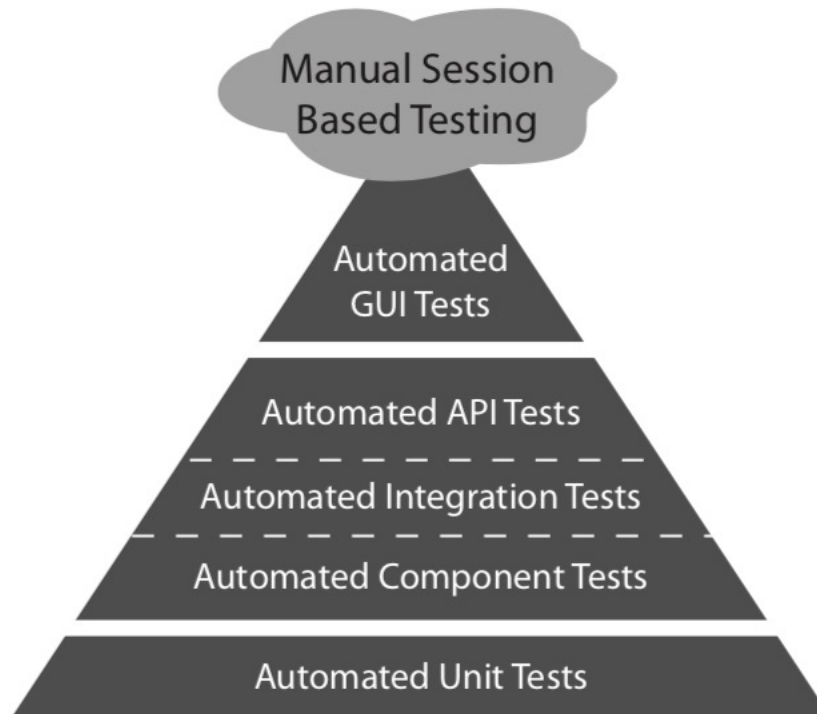 Manual Session
Based Testing
Automated
GUI Tests
Automated API Tests
Automated Integration Tests
Automated Component Tests
Automated Unit Tests